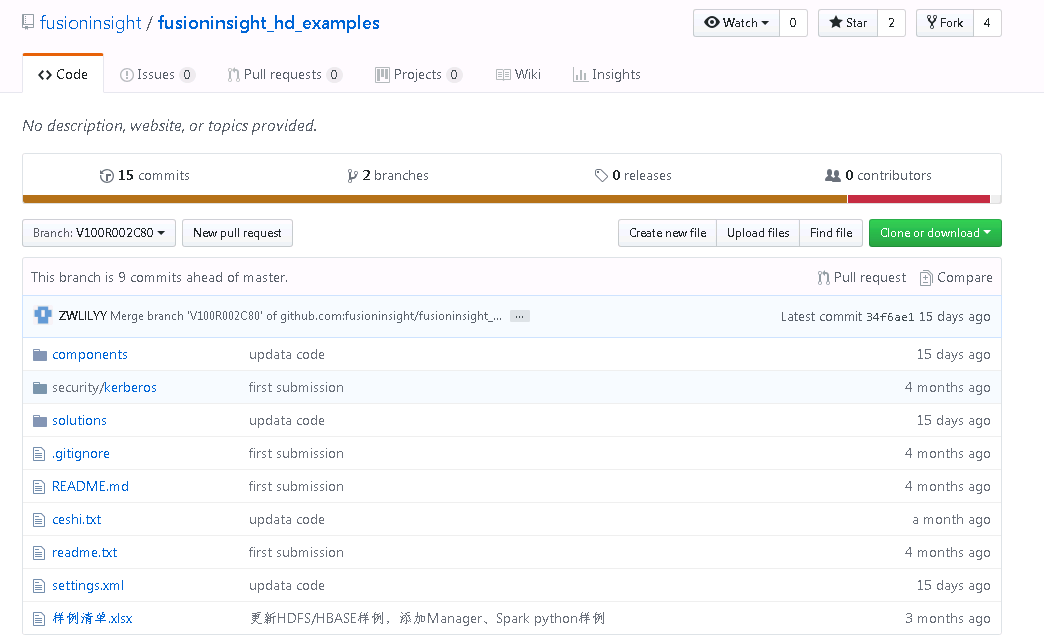 fusioninsight / fusioninsight_hd_examples
Watch 0 Star 2 Fork 4
Code Issues 0 Pull requests 0 Projects 0 Wiki Insights
No description, website, or topics provided.
15 commits 2 branches 0 releases 0 contributors
Branch: V100R002C80 New pull request Create new file Upload files Find file Clone or download
This branch is 9 commits ahead of master. Pull request Compare
ZWLILYY Merge branch 'V100R002C80' of github.com:fusioninsight/fusioninsight_... ... Latest commit 34f6ae1 15 days ago
components updata code 15 days ago
security/kerberos first submission 4 months ago
solutions updata code 15 days ago
.gitignore first submission 4 months ago
README.md first submission 4 months ago
ceshi.txt updata code a month ago
readme.txt first submission 4 months ago
settings.xml updata code 15 days ago
样例清单.xlsx 更新HDFS/HBASE样例，添加Manager、Spark python样例 3 months ago